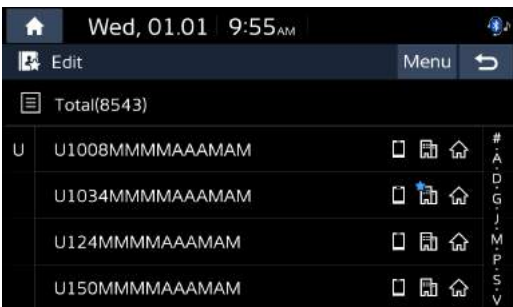 Wed, 01.01 9:55AM
Edit Menu
Total(8543)
U U1008MMMMAAAMAM
U1034MMMMAAAMAM
U124MMMMAAAMAM
U150MMMMAAAMAM
#
A
D
G
J
M
P
S
V